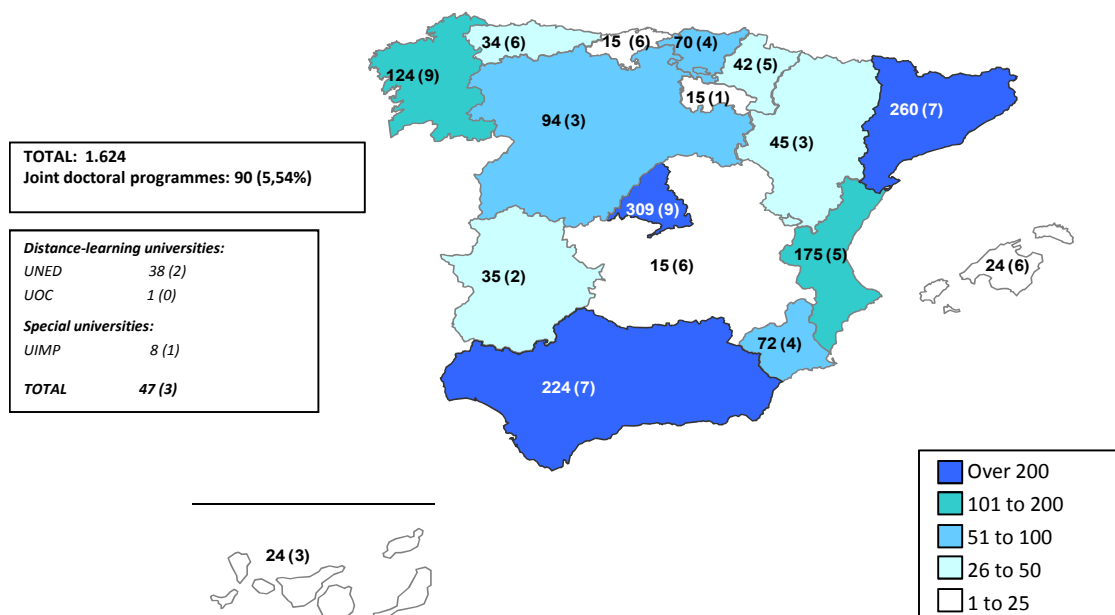 34 (6)
15 (6)
70 (4)
42 (5)
124 (9)
15 (1)
260 (7)
94 (3)
45 (3)
TOTAL: 1.624
Joint doctoral programmes: 90 (5,54%)
309 (9)
Distance-learning universities:
UNED 38 (2)
UOC 1 (0)
Special universities:
UIMP 8 (1)
TOTAL 47 (3)
35 (2)
15 (6)
175 (5)
24 (6)
72 (4)
224 (7)
Over 200
101 to 200
51 to 100
26 to 50
1 to 25
24 (3)